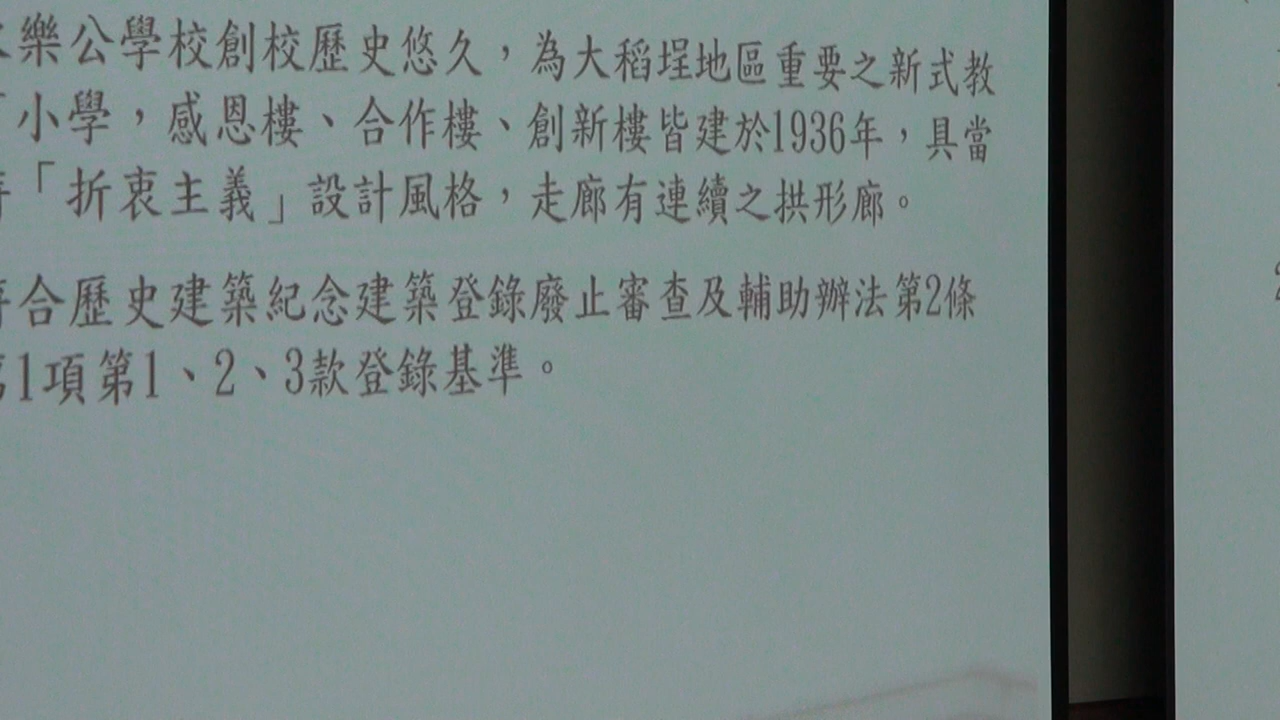 樂公學校創校歷史悠久，為大稻埕地區重要之新式教
「小學，感恩樓、合作樓、創新樓皆建於1936年，具當
「折衷主義」設計風格，走廊有連續之拱形廊。
合歷史建築紀念建築登錄廢止審查及輔助辦法第2條
1項第1、2、3款登錄基準。